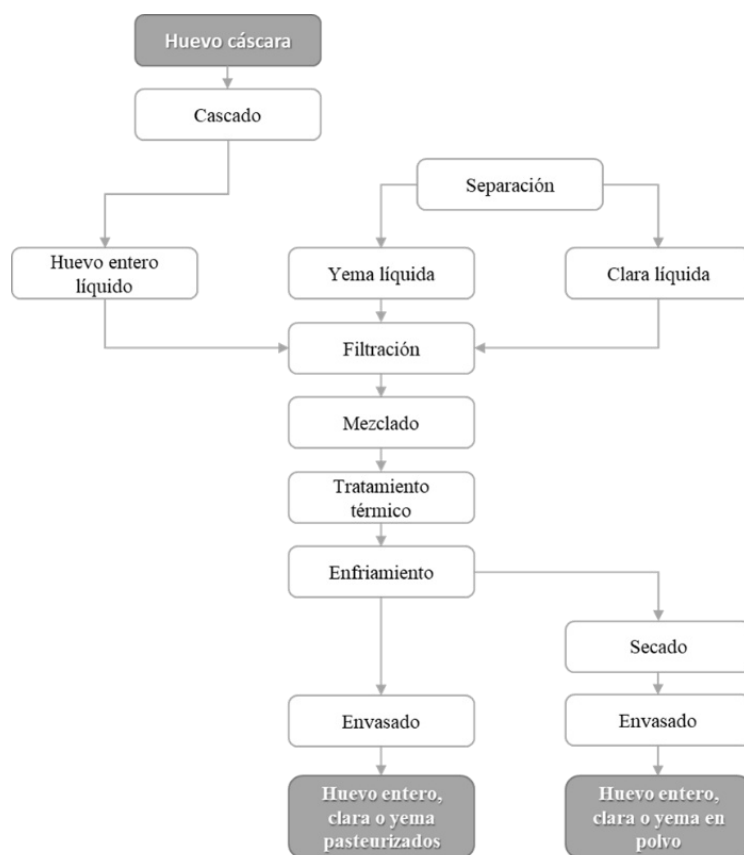 Huevo cáscara
Cascado
Separación
Huevo entero
líquido
Yema líquida
Clara líquida
Filtración
Mezclado
Tratamiento
térmico
Enfriamiento
Secado
Envasado
Envasado
Huevo entero,
clara o yema
pasteurizados
Huevo entero,
clara o yema en
polvo